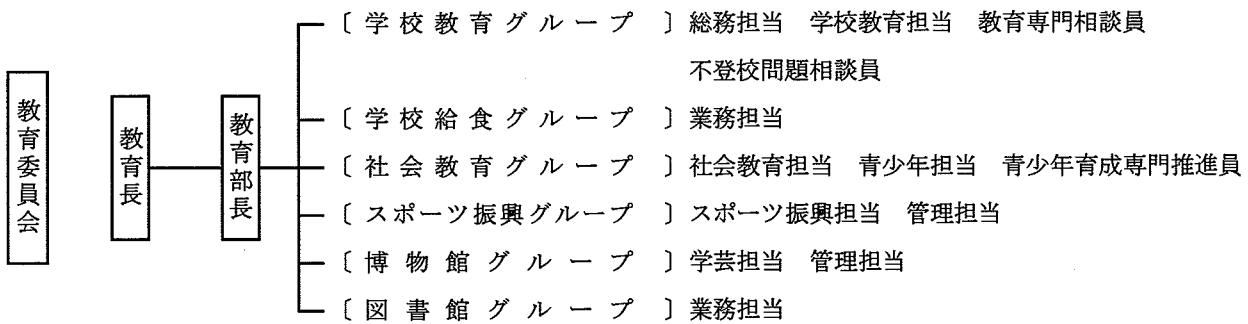 教育委員会
教育長
教育部長
〔学校教育グループ〕総務担当 学校教育担当 教育専門相談員
不登校問題相談員
〔学校給食グループ〕業務担当
〔社会教育グループ〕社会教育担当 青少年担当 青少年育成専門推進員
〔スポーツ振興グループ〕スポーツ振興担当 管理担当
〔博物館グループ〕学芸担当 管理担当
〔図書館グループ〕業務担当